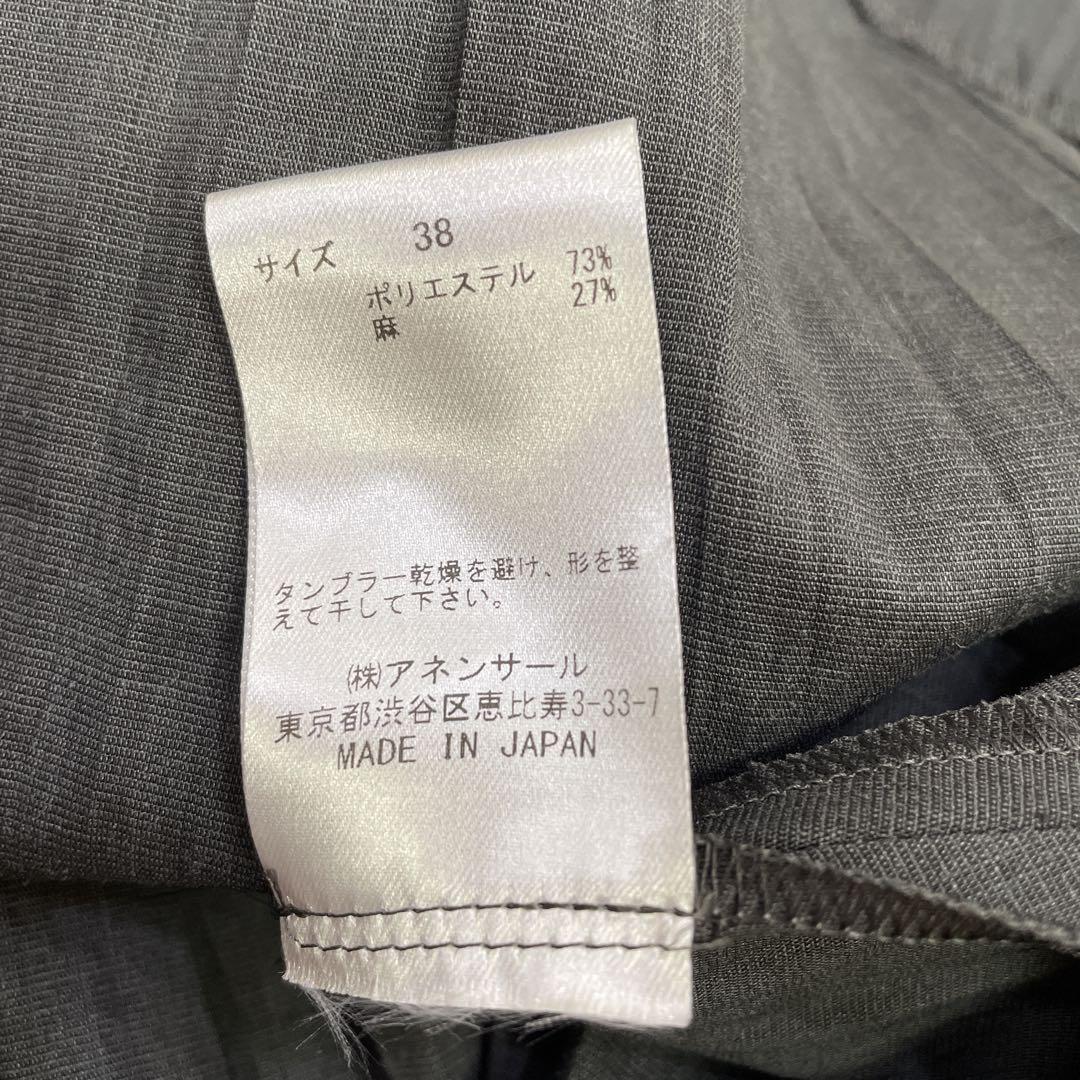 サイズ 38
ポリエステル 73%
麻 27%
タンブラー乾燥を避け、形を整
えて干して下さい。
㈱アネンサール
東京都渋谷区恵比寿3-33-7
MADE IN JAPAN